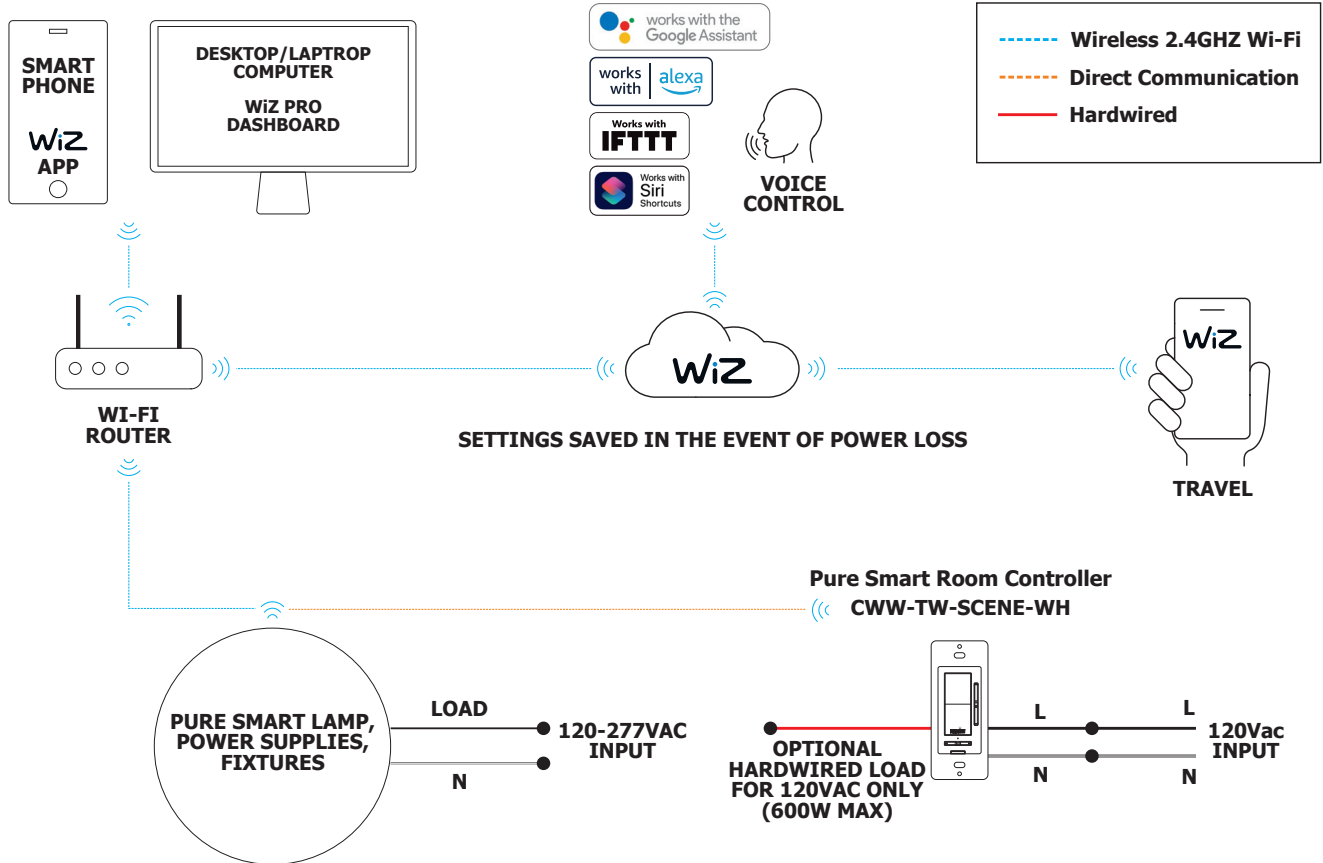 SMART
PHONE
WiZ
APP
DESKTOP/LAPTROP
COMPUTER
WiZ PRO
DASHBOARD
works with the
Google Assistant
works
with
alexa
Works with
IFTTT
Works with
Siri
Shortcuts
VOICE
CONTROL
Wireless 2.4GHZ Wi-Fi
Direct Communication
Hardwired
WI-FI
ROUTER
WiZ
SETTINGS SAVED IN THE EVENT OF POWER LOSS
WiZ
TRAVEL
Pure Smart Room Controller
CWW-TW-SCENE-WH
PURE SMART LAMP,
POWER SUPPLIES,
FIXTURES
LOAD
N
120-277VAC
INPUT
OPTIONAL
HARDWIRED LOAD
FOR 120VAC ONLY
(600W MAX)
L
N
L
N
120Vac
INPUT